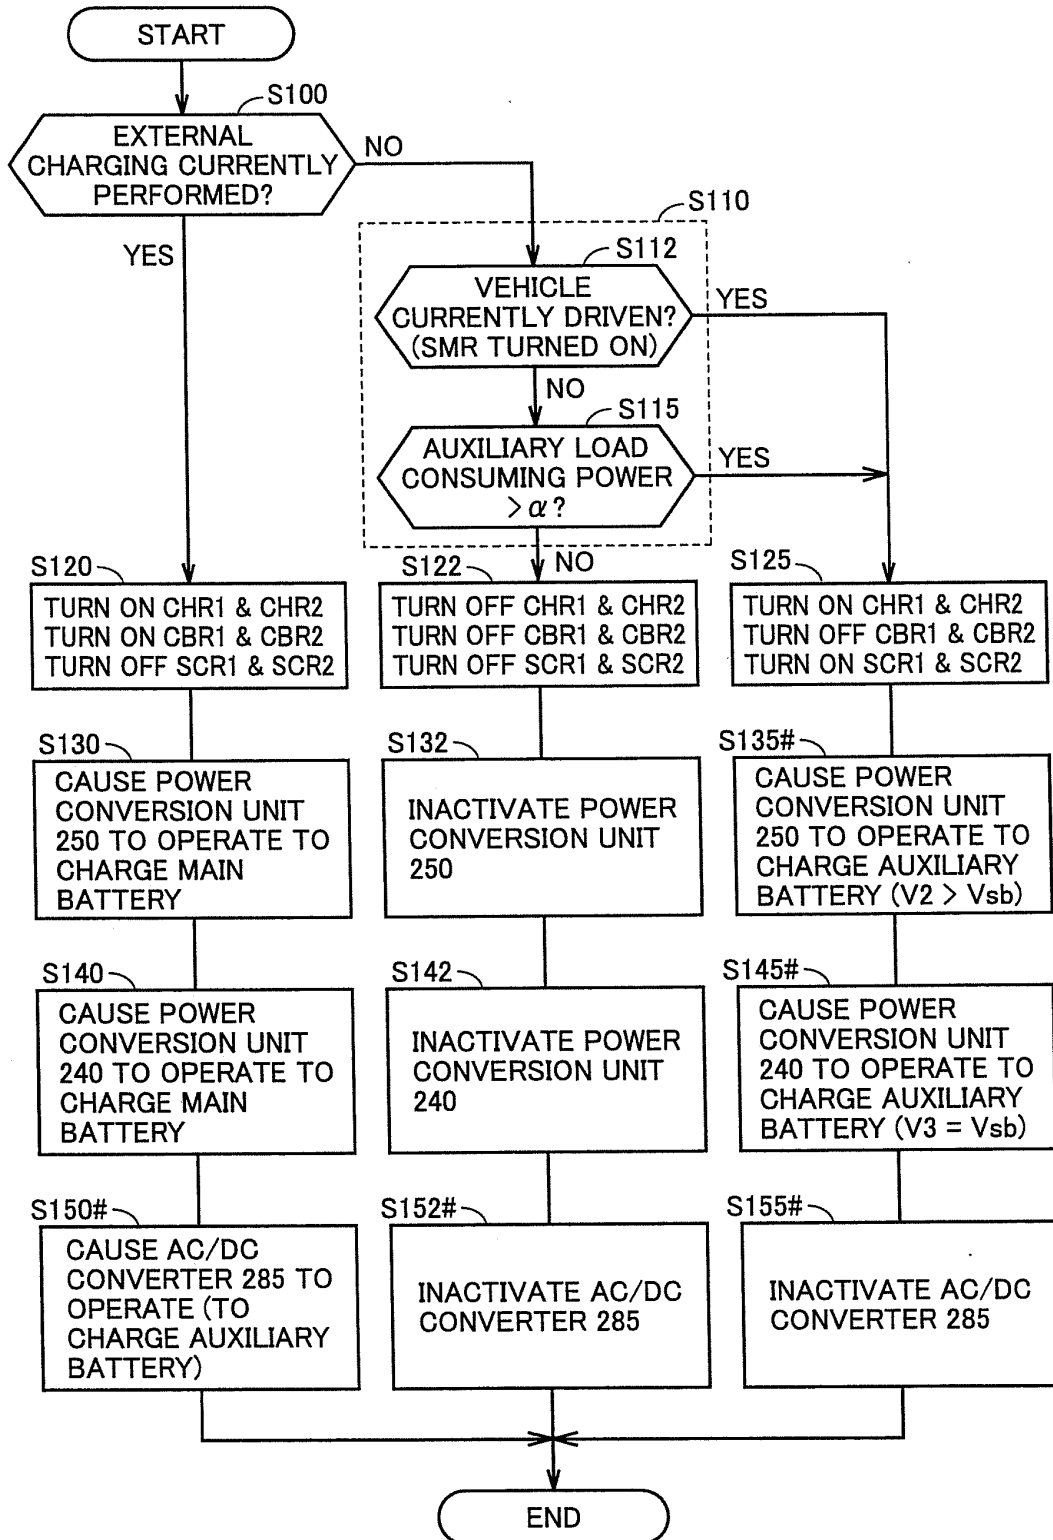 START
S100
EXTERNAL
CHARGING CURRENTLY
PERFORMED?
NO
YES
S110
S112
VEHICLE
CURRENTLY DRIVEN?
(SMR TURNED ON)
YES
NO
S115
AUXILIARY LOAD
CONSUMING POWER
> α ?
YES
NO
S120
TURN ON CHR1 & CHR2
TURN ON CBR1 & CBR2
TURN OFF SCR1 & SCR2
S122
TURN OFF CHR1 & CHR2
TURN OFF CBR1 & CBR2
TURN OFF SCR1 & SCR2
S125
TURN ON CHR1 & CHR2
TURN OFF CBR1 & CBR2
TURN ON SCR1 & SCR2
S130
CAUSE POWER
CONVERSION UNIT
250 TO OPERATE TO
CHARGE MAIN
BATTERY
S132
INACTIVATE POWER
CONVERSION UNIT
250
S135#
CAUSE POWER
CONVERSION UNIT
250 TO OPERATE TO
CHARGE AUXILIARY
BATTERY (V2 > Vsb)
S140
CAUSE POWER
CONVERSION UNIT
240 TO OPERATE TO
CHARGE MAIN
BATTERY
S142
INACTIVATE POWER
CONVERSION UNIT
240
S145#
CAUSE POWER
CONVERSION UNIT
240 TO OPERATE TO
CHARGE AUXILIARY
BATTERY (V3 = Vsb)
S150#
CAUSE AC/DC
CONVERTER 285 TO
OPERATE (TO
CHARGE AUXILIARY
BATTERY)
S152#
INACTIVATE AC/DC
CONVERTER 285
S155#
INACTIVATE AC/DC
CONVERTER 285
END